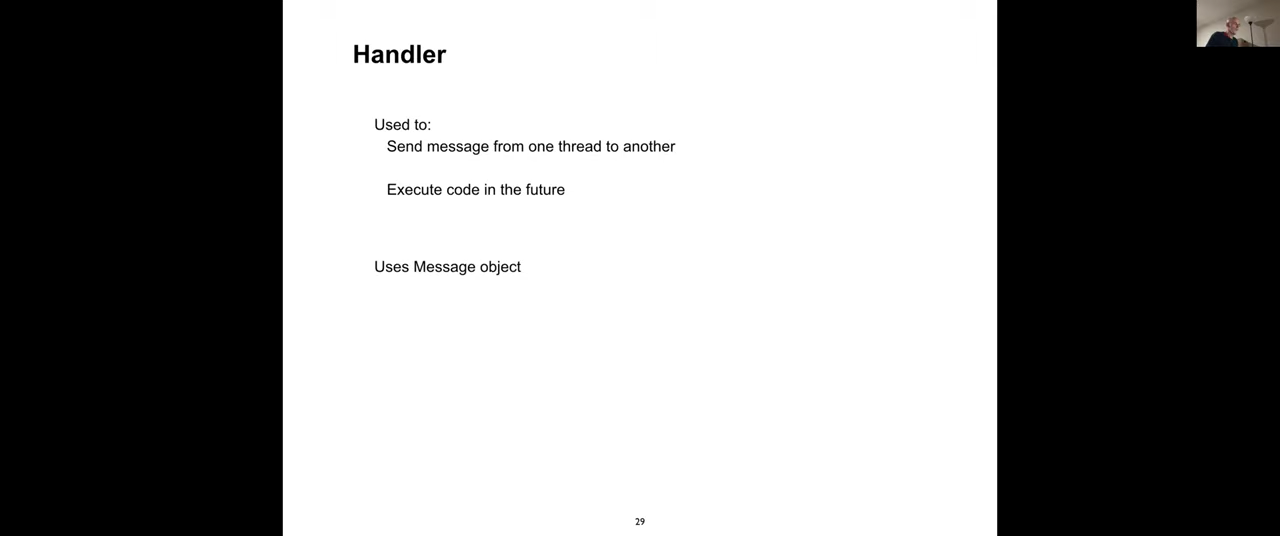 Handler
Used to:
Send message from one thread to another
Execute code in the future
Uses Message object
29